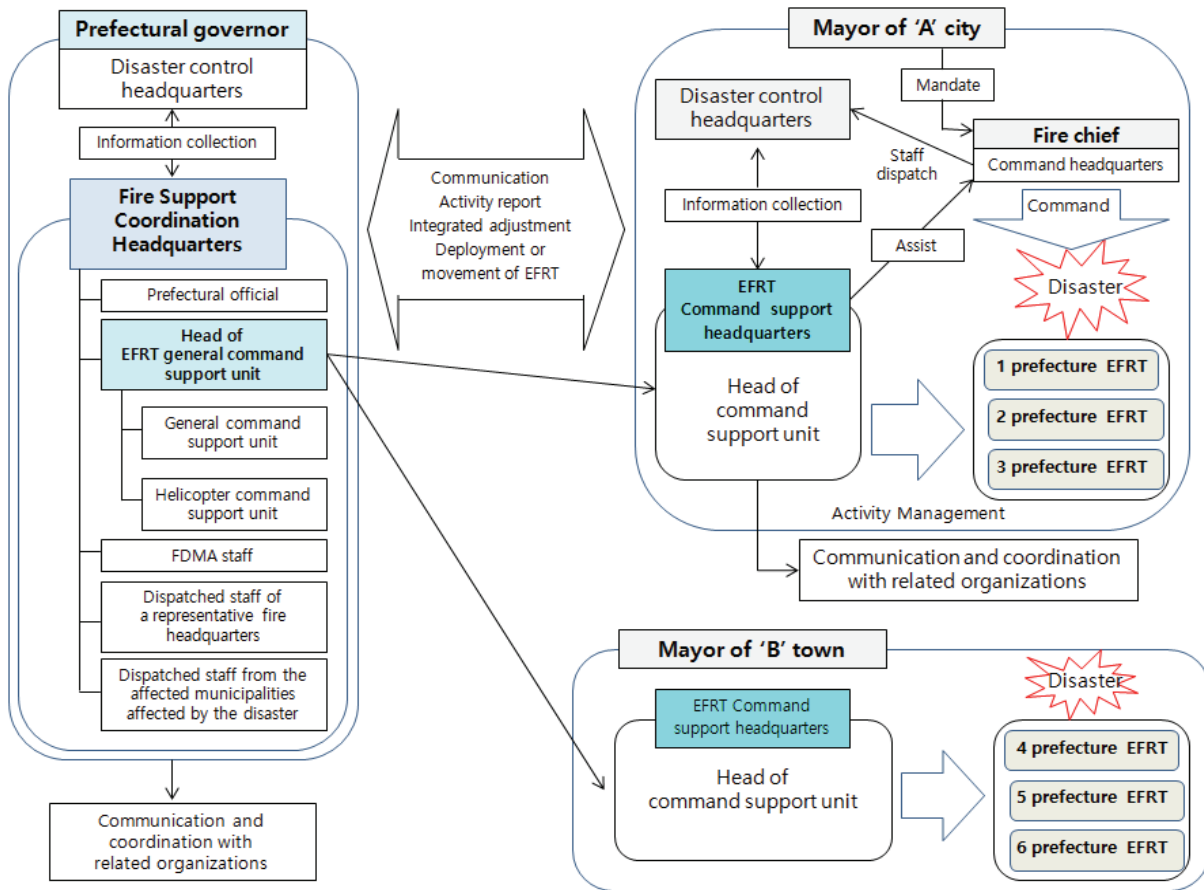 Prefectural governor
Disaster control
headquarters
Information collection
Fire Support
Coordination
Headquarters
Prefectural official
Head of
EFRT general command
support unit
General command
support unit
Helicopter command
support unit
FDMA staff
Dispatched staff of
a representative fire
headquarters
Dispatched staff from the
affected municipalities
affected by the disaster
Communication and
coordination with
related organizations
Communication
Activity report
Integrated adjustment
Deployment or
movement of EFRT
Mayor of ‘A’ city
Mandate
Disaster control
headquarters
Fire chief
Command headquarters
Staff
dispatch
Information collection
Command
Assist
Disaster
EFRT
Command support
headquarters
Head of
command
support unit
1 prefecture EFRT
2 prefecture EFRT
3 prefecture EFRT
Activity Management
Communication and coordination
with related organizations
Mayor of ‘B’ town
Disaster
EFRT Command
support headquarters
Head of
command support unit
4 prefecture EFRT
5 prefecture EFRT
6 prefecture EFRT